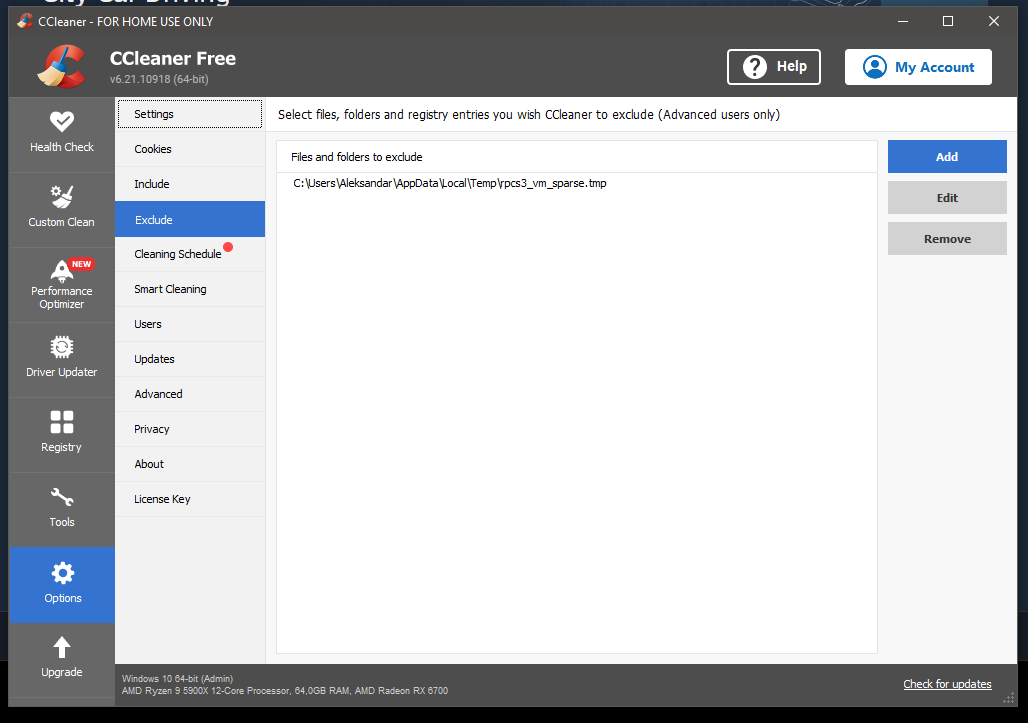 City Car Driving
CCleaner - FOR HOME USE ONLY
CCleaner Free
v6.21.10918 (64-bit)
? Help
My Account
Health Check
Custom Clean
NEW
Performance
Optimizer
Driver Updater
Registry
Tools
Options
Upgrade
Settings
Cookies
Include
Exclude
Cleaning Schedule
Smart Cleaning
Users
Updates
Advanced
Privacy
About
License Key
Select files, folders and registry entries you wish CCleaner to exclude (Advanced users only)
Files and folders to exclude
C:\Users\Aleksandar\AppData\Local\Temp\rpcs3_vm_sparse.tmp
Add
Edit
Remove
Windows 10 64-bit (Admin)
AMD Ryzen 9 5900X 12-Core Processor, 64,0GB RAM, AMD Radeon RX 6700
Check for updates